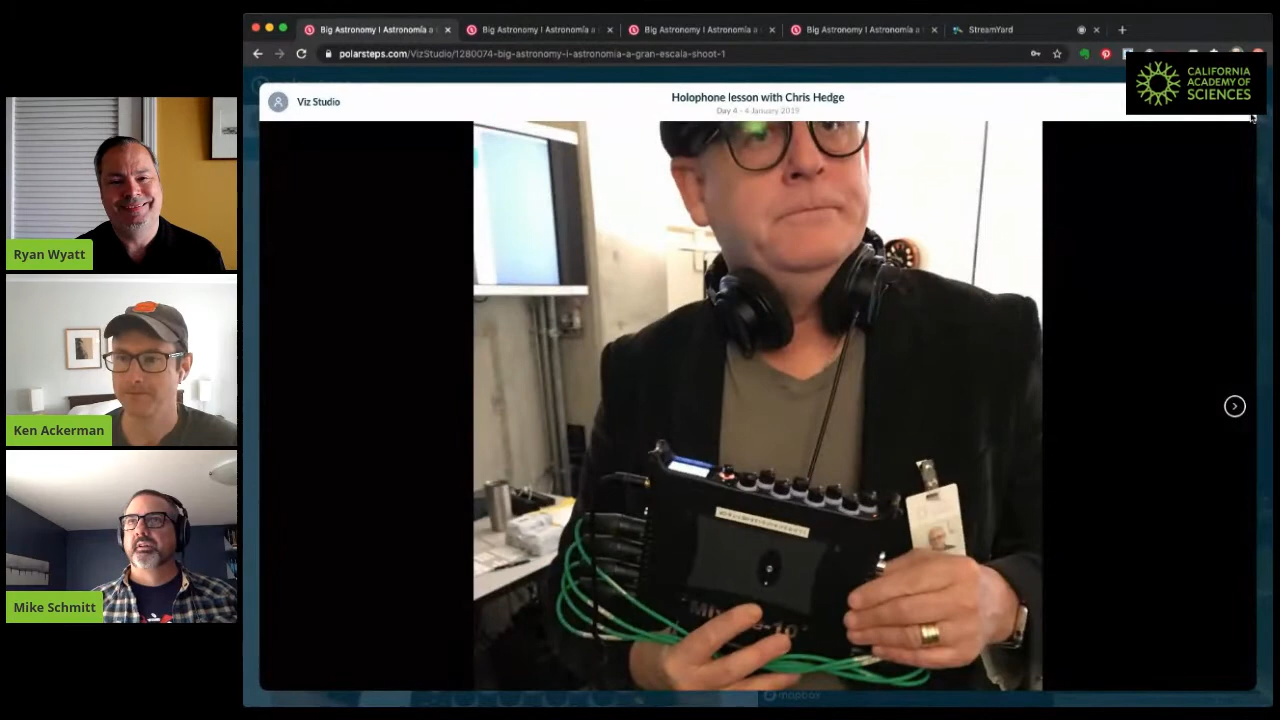 Big Astronomy | Astronomía a
Big Astronomy | Astronomía a
Big Astronomy | Astronomía a
Big Astronomy | Astronomía a
StreamYard
polarsteps.com/VizStudio/1280074-big-astronomy-i-astronomia-a-gran-escala-shoot-1
CALIFORNIA
ACADEMY OF
SCIENCES
Viz Studio
Holophone lesson with Chris Hedge
Day 4 - 4 January 2019
Ryan Wyatt
Ken Ackerman
Mike Schmitt
mapbox